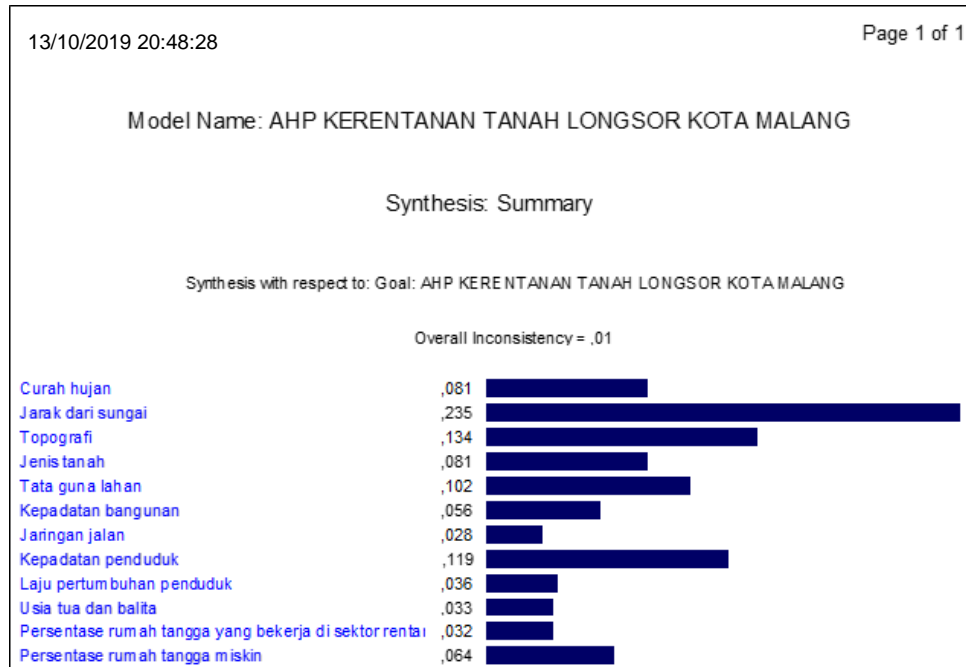 13/10/2019 20:48:28 Page 1 of 1
Model Name: AHP KERENTANAN TANAH LONGSOR KOTA MALANG
Synthesis: Summary
Synthesis with respect to: Goal: AHP KERENTANAN TANAH LONGSOR KOTA MALANG
Overall Inconsistency = ,01
Curah hujan ,081
Jarak dari sungai ,235
Topografi ,134
Jenis tanah ,081
Tata guna lahan ,102
Kepadatan bangunan ,056
Jaringan jalan ,028
Kepadatan penduduk ,119
Laju pertumbuhan penduduk ,036
Usia tua dan balita ,033
Persentase rumah tangga yang bekerja di sektor ,032
Persentase rumah tangga miskin ,064